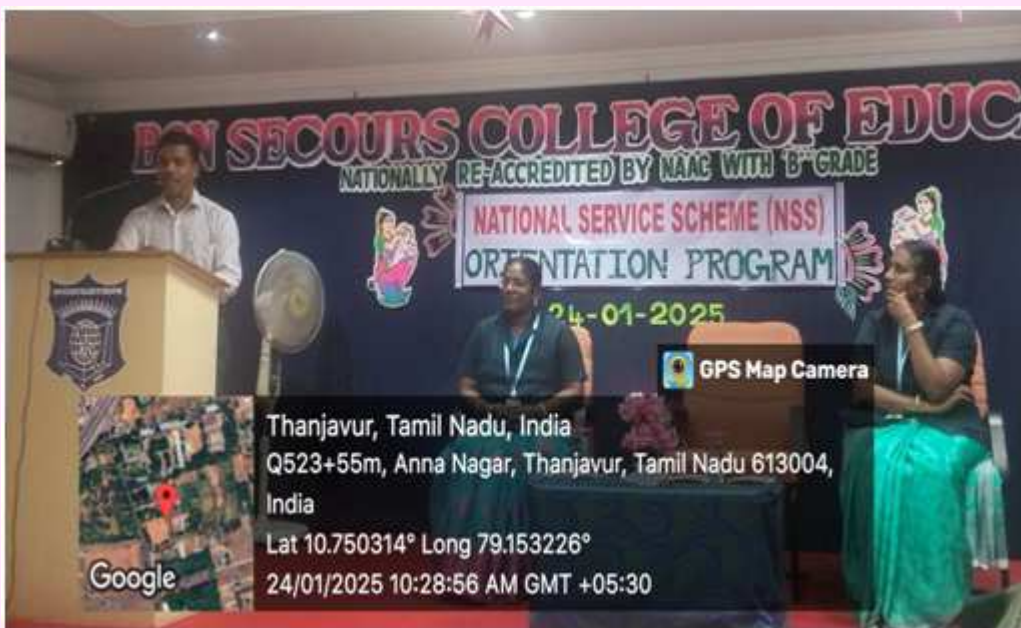 BON SECOURS COLLEGE OF EDUC
NATIONALLY RE-ACCREDITED BY NAAC WITH "B" GRADE
NATIONAL SERVICE SCHEME (NSS)
ORIENTATION PROGRAM
24-01-2025
GPS Map Camera
Thanjavur, Tamil Nadu, India
Q523+55m, Anna Nagar, Thanjavur, Tamil Nadu 613004,
India
Lat 10.750314° Long 79.153226°
24/01/2025 10:28:56 AM GMT +05:30
Google